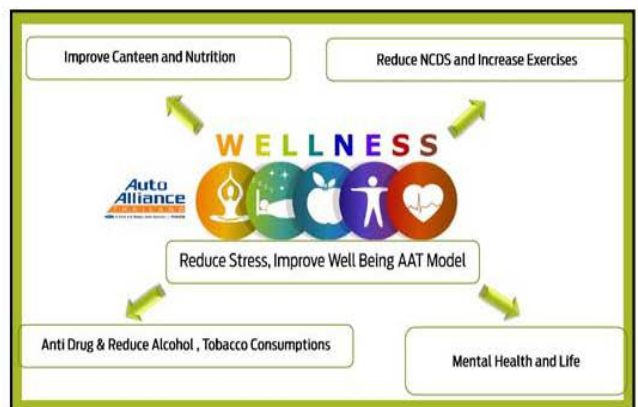 Improve Canteen and Nutrition
Reduce NCDS and Increase Exercises
WELLNESS
Auto
Alliance
THAILAND
Reduce Stress, Improve Well Being AAT Model
Anti Drug & Reduce Alcohol , Tobacco Consumptions
Mental Health and Life